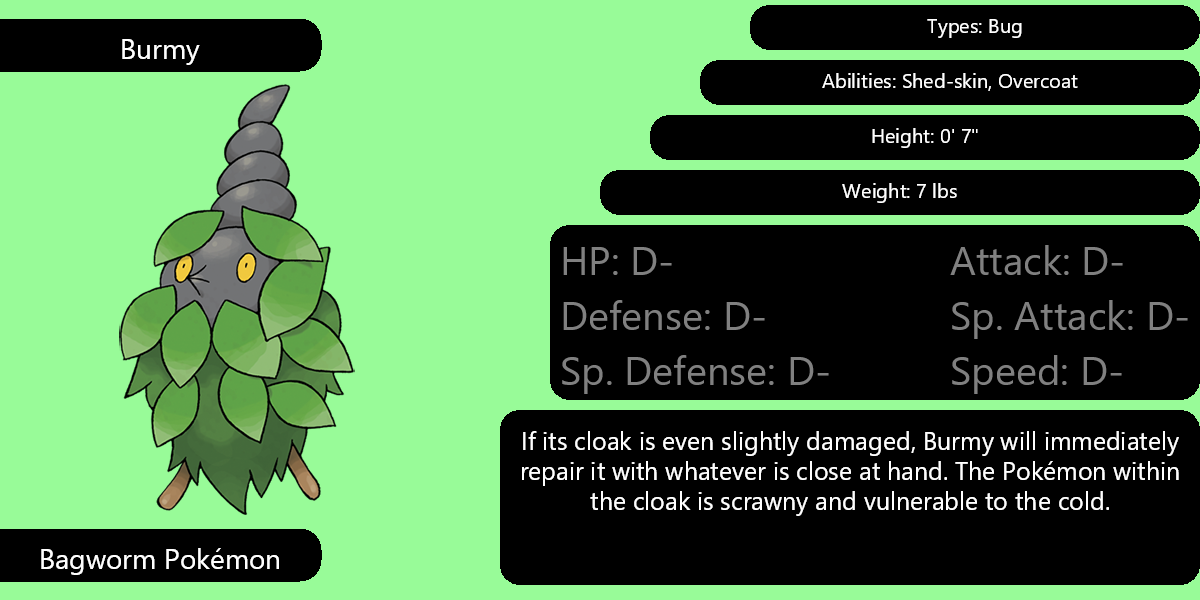 Burmy
Bagworm Pokémon
Types: Bug
Abilities: Shed-skin, Overcoat
Height: 0' 7"
Weight: 7 lbs
HP: D-
Attack: D-
Defense: D-
Sp. Attack: D-
Sp. Defense: D-
Speed: D-
If its cloak is even slightly damaged, Burmy will immediately
repair it with whatever is close at hand. The Pokémon within
the cloak is scrawny and vulnerable to the cold.